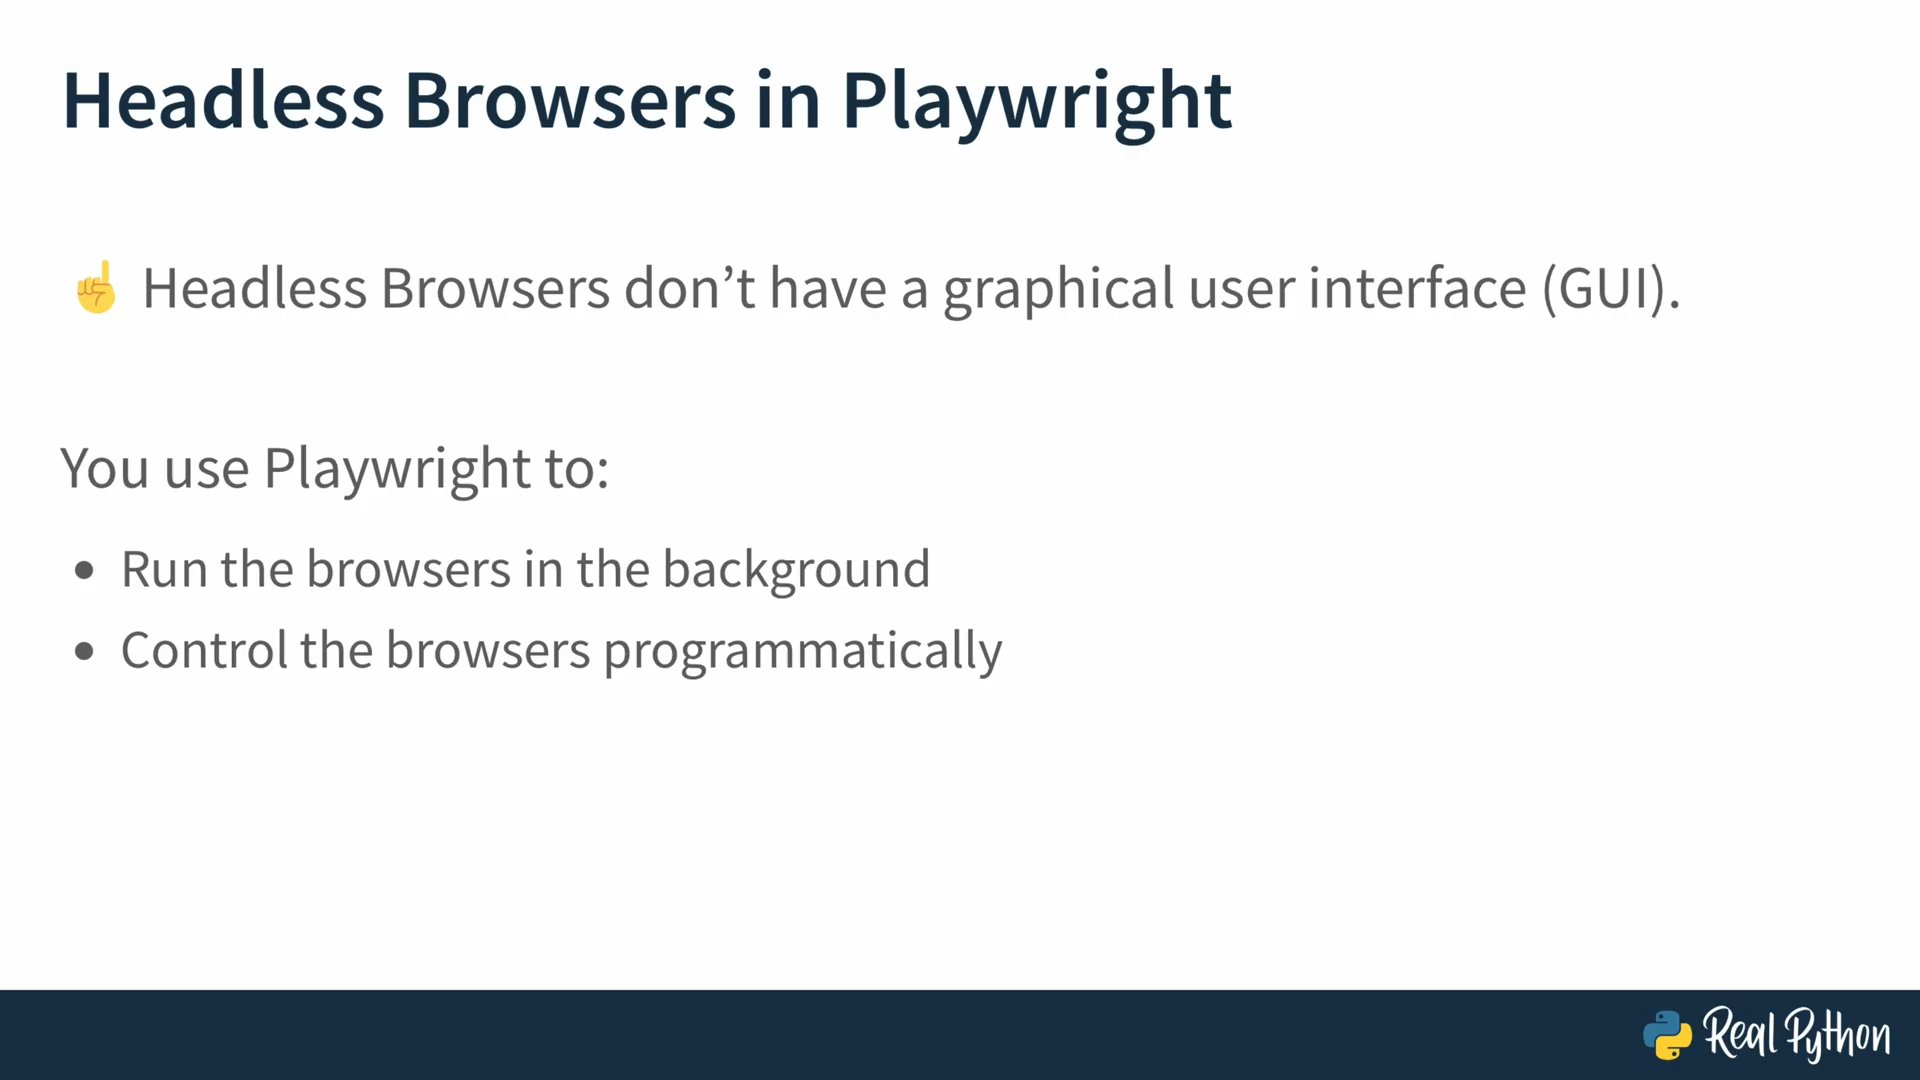 Headless Browsers in Playwright
☝️ Headless Browsers don’t have a graphical user interface (GUI).
You use Playwright to:
• Run the browsers in the background
• Control the browsers programmatically
Real Python